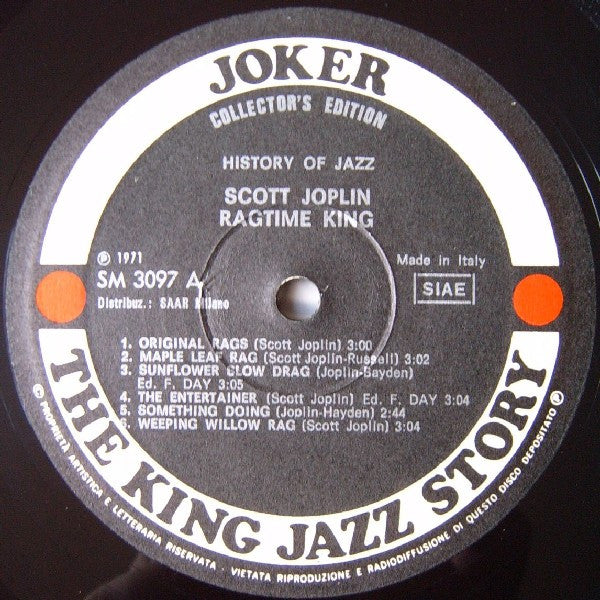 JOKER
COLLECTOR'S EDITION
HISTORY OF JAZZ
SCOTT JOPLIN
RAGTIME KING
Ⓟ 1971
SM 3097 A
Distribuz.: SAAR Milano
Made in Italy
SIAE
1. ORIGINAL RAGS (Scott Joplin) 3:00
2. MAPLE LEAF RAG (Scott Joplin-Russell) 3:02
3. SUNFLOWER SLOW DRAG (Joplin-Bayden)
Ed. F. DAY 3:05
4. THE ENTERTAINER (Scott Joplin) Ed. F. DAY 3:04
5. SOMETHING DOING (Joplin-Hayden) 2:44
6. WEEPING WILLOW RAG (Scott Joplin) 3:04
THE KING JAZZ STORY
© PROPRIETÀ ARTISTICA E LETTERARIA RISERVATA - VIETATA RIPRODUZIONE E RADIODIFFUSIONE DI QUESTO DISCO DEPOSITATO Ⓟ